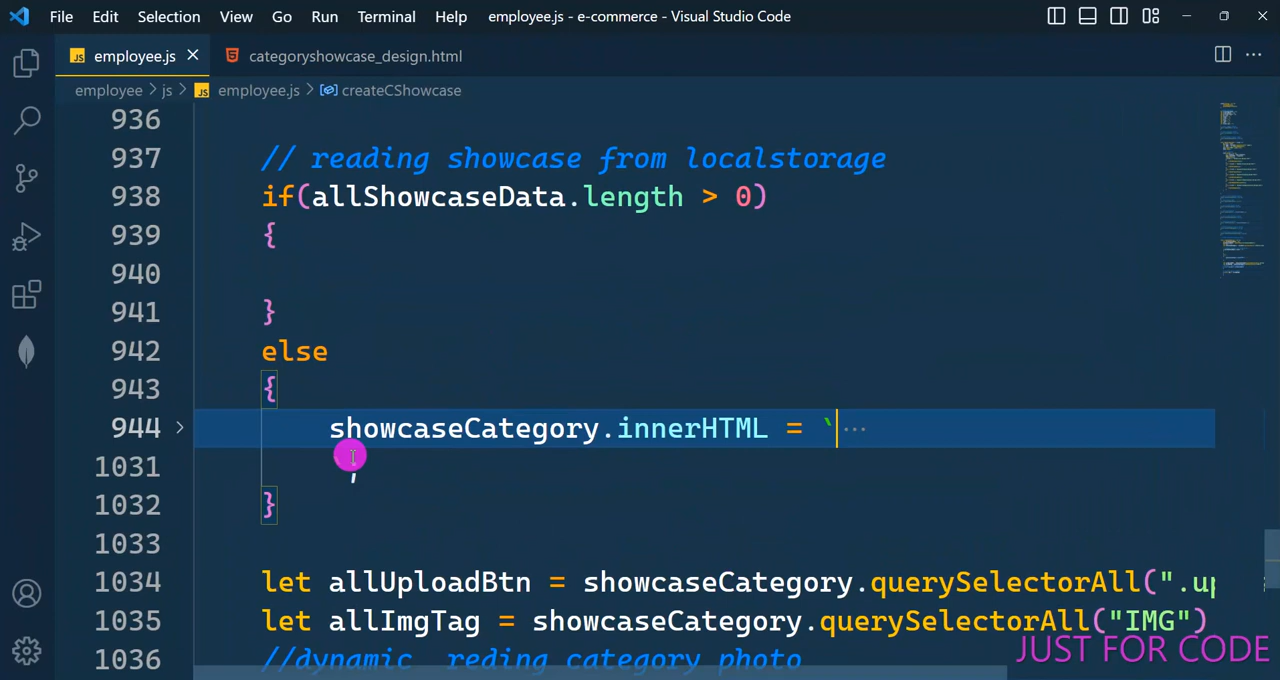 File Edit Selection View Go Run Terminal Help employee.js - e-commerce - Visual Studio Code
JS employee.js categoryshowcase_design.html
employee > js > JS employee.js > createCShowcase
936
937 // reading showcase from localstorage
938 if(allShowcaseData.length > 0)
939 {
940
941 }
942 else
943 {
944 showcaseCategory.innerHTML = `...
1031
1032 }
1033
1034 let allUploadBtn = showcaseCategory.querySelectorAll(".up
1035 let allImgTag = showcaseCategory.querySelectorAll("IMG")
1036 //dynamic reding category photo
JUST FOR CODE